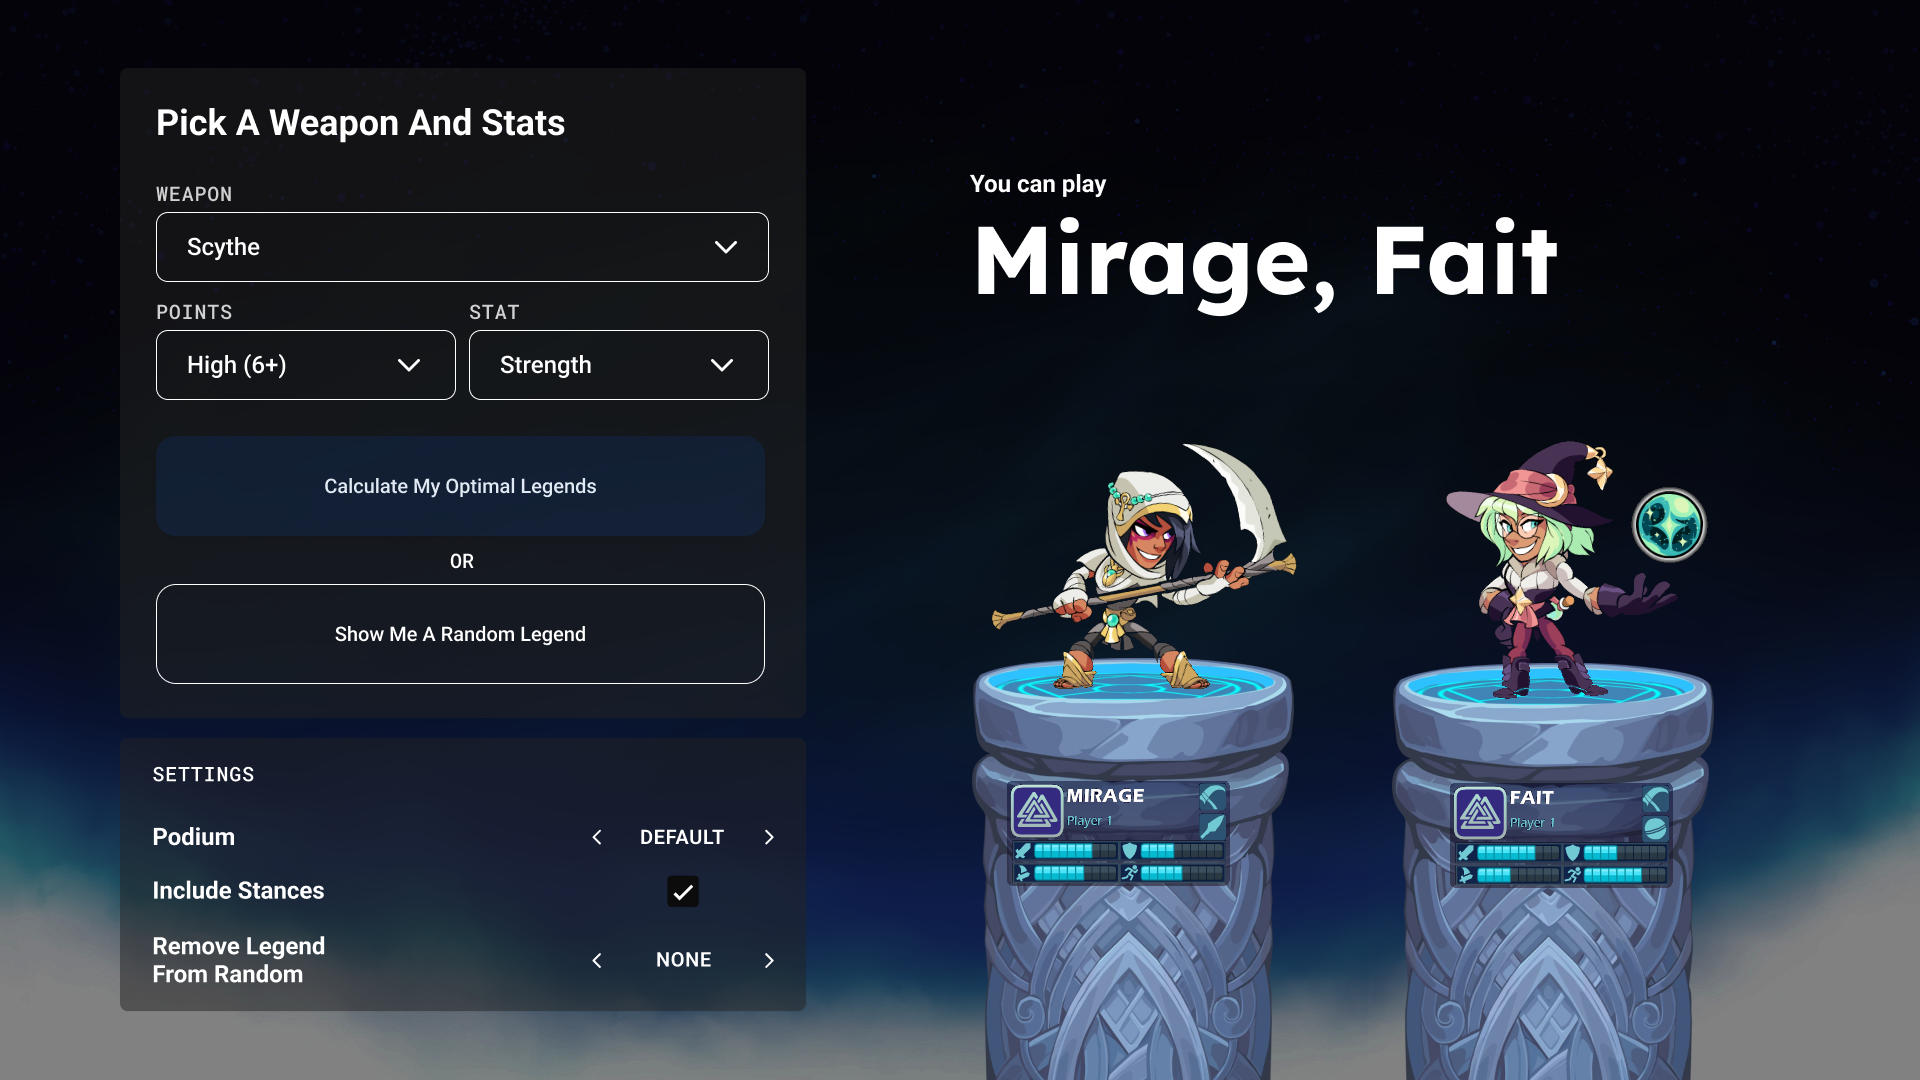 Pick A Weapon And Stats
WEAPON
Scythe
POINTS
STAT
High (6+)
Strength
Calculate My Optimal Legends
OR
Show Me A Random Legend
SETTINGS
Podium
DEFAULT
Include Stances
Remove Legend
From Random
NONE
You can play
Mirage, Fait
MIRAGE
Player 1
FAIT
Player 1